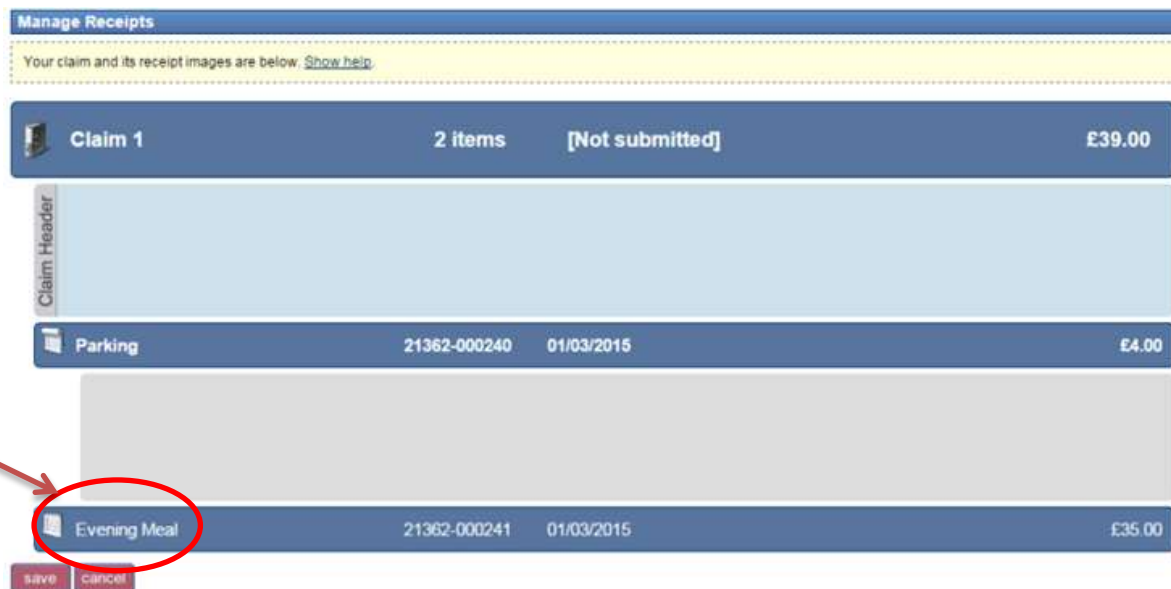 Manage Receipts
Your claim and its receipt images are below. Show help.
Claim 1 2 items [Not submitted] £39.00
Claim Header
Parking 21362-000240 01/03/2015 £4.00
Evening Meal 21362-000241 01/03/2015 £35.00
save cancel